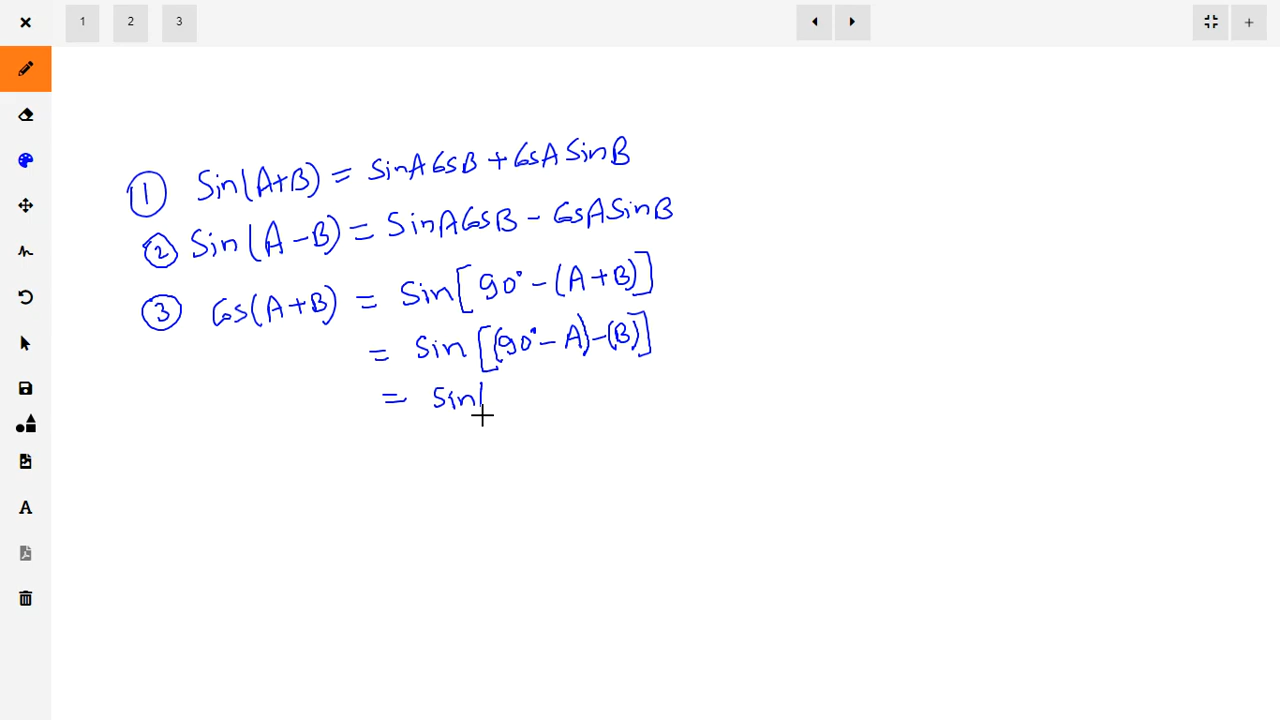 1 2 3
① Sin(A+B) = SinA CosB + CosA SinB
② Sin(A-B) = SinA CosB - CosA SinB
③ Cos(A+B) = Sin[90°-(A+B)]
= Sin[(90°-A)-(B)]
= Sin(
A